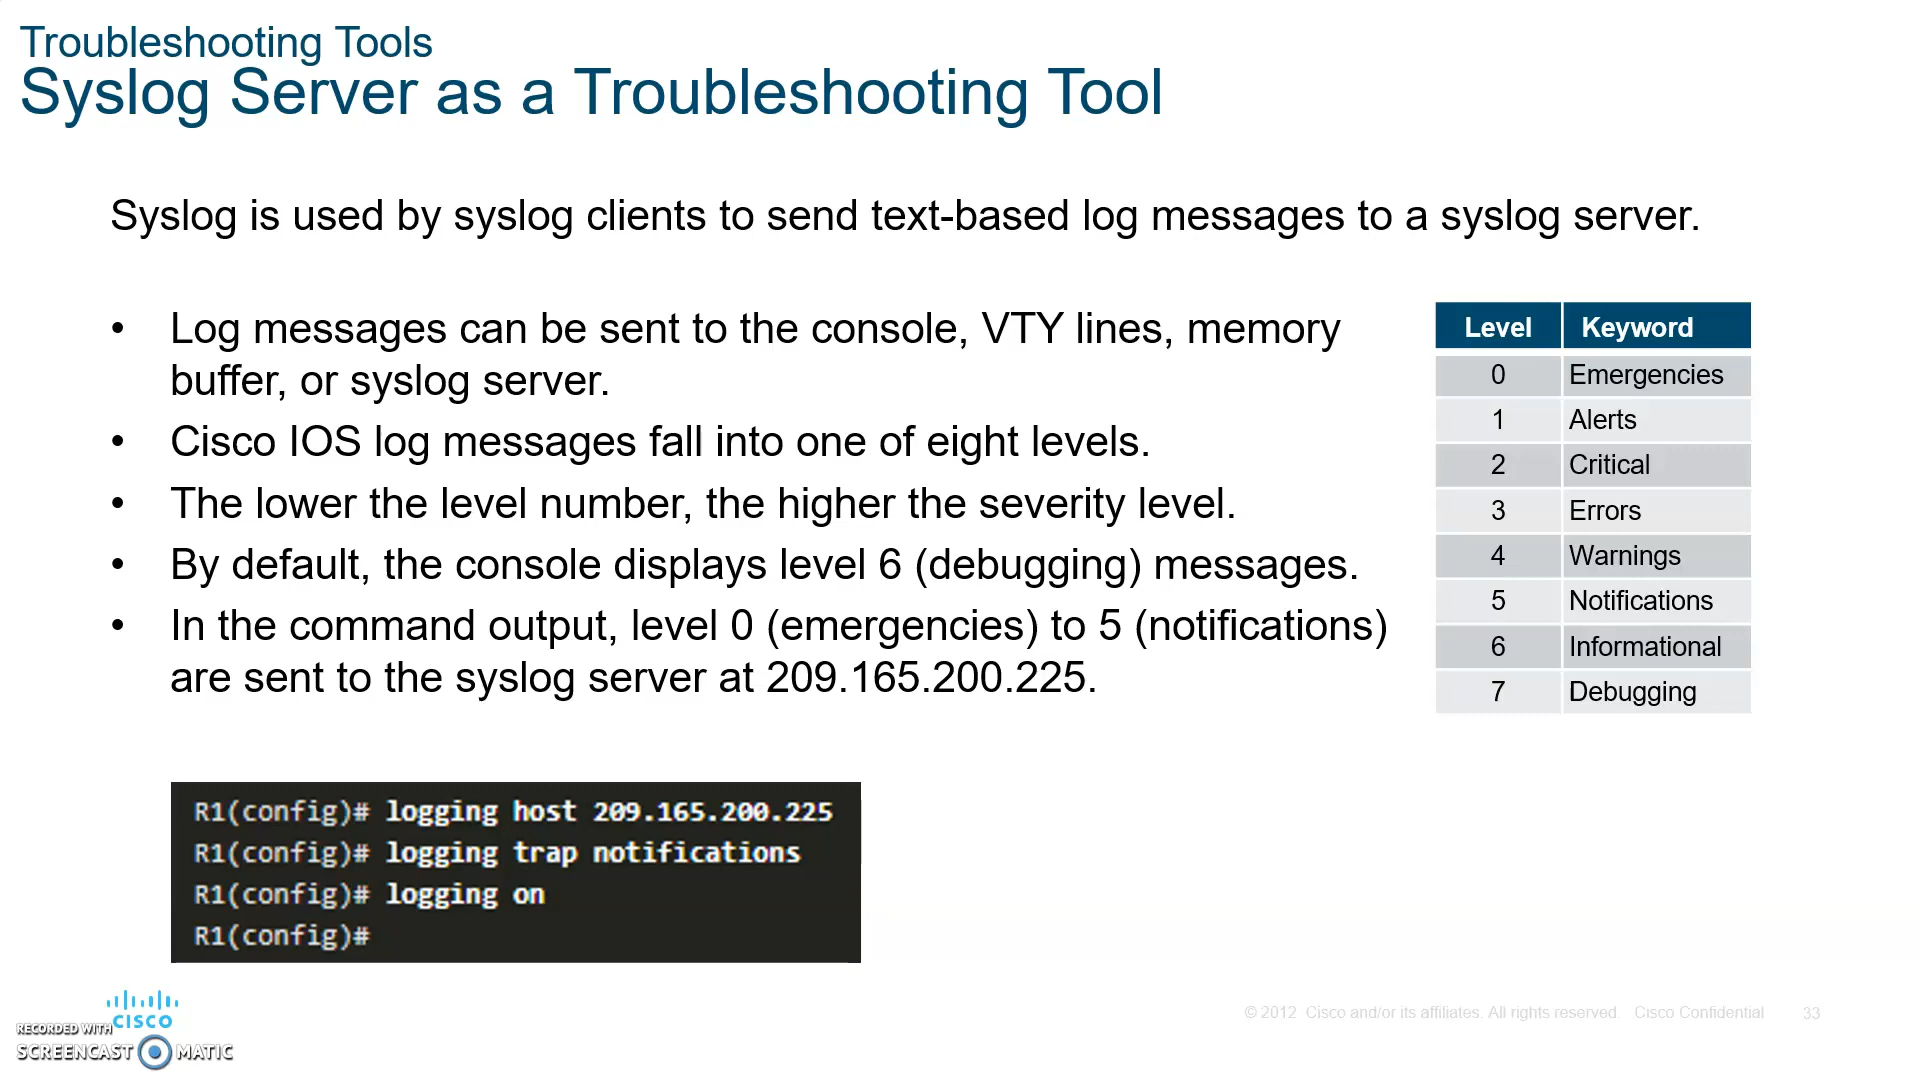 Troubleshooting Tools
Syslog Server as a Troubleshooting Tool
Syslog is used by syslog clients to send text-based log messages to a syslog server.
• Log messages can be sent to the console, VTY lines, memory
buffer, or syslog server.
• Cisco IOS log messages fall into one of eight levels.
• The lower the level number, the higher the severity level.
• By default, the console displays level 6 (debugging) messages.
• In the command output, level 0 (emergencies) to 5 (notifications)
are sent to the syslog server at 209.165.200.225.
Level Keyword
0 Emergencies
1 Alerts
2 Critical
3 Errors
4 Warnings
5 Notifications
6 Informational
7 Debugging
R1(config)# logging host 209.165.200.225
R1(config)# logging trap notifications
R1(config)# logging on
R1(config)#
CISCO
RECORDED WITH
SCREENCAST MATIC
© 2012 Cisco and/or its affiliates. All rights reserved. Cisco Confidential 33